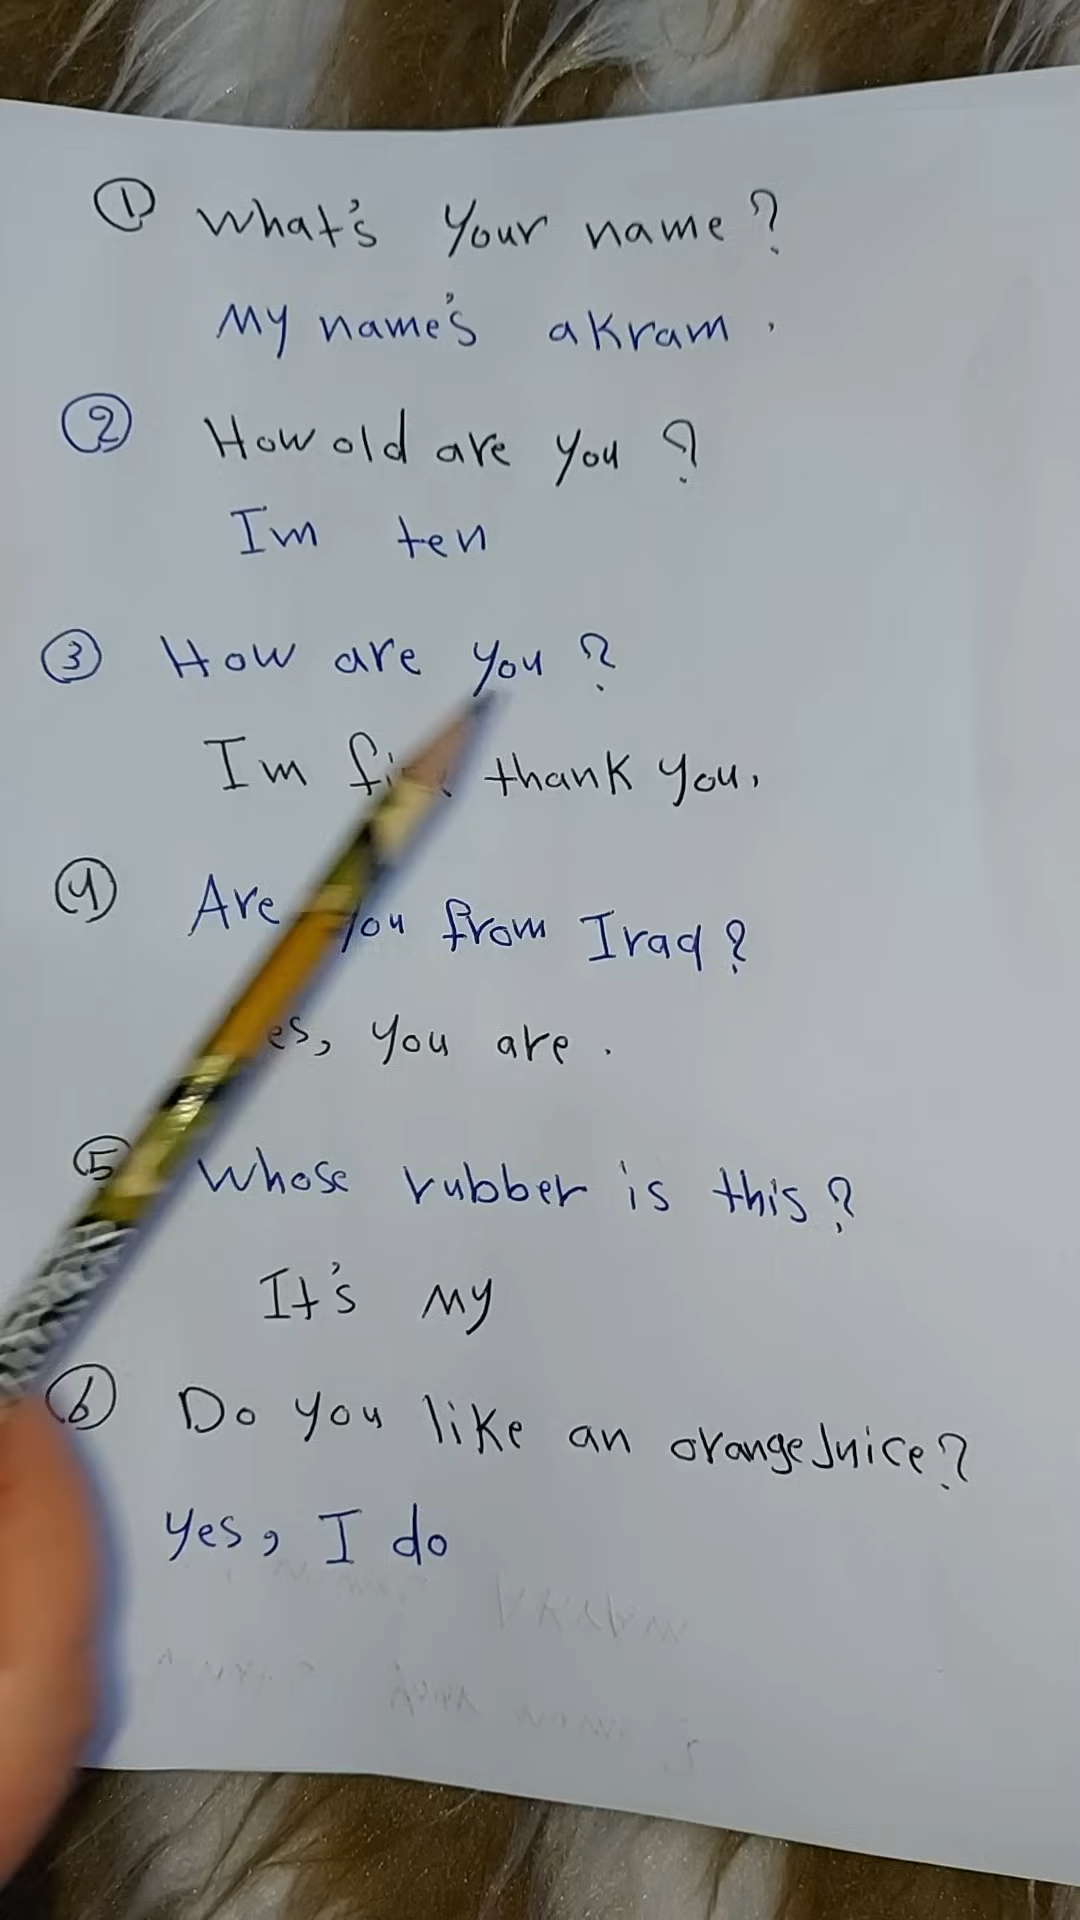 ① What's your name?
My name's akram.
② How old are you?
Im ten
③ How are you?
Im thank you.
④ Are you from Iraq?
you are.
⑤ Whose rubber is this?
It's my
⑥ Do you like an orange Juice?
yes, I do